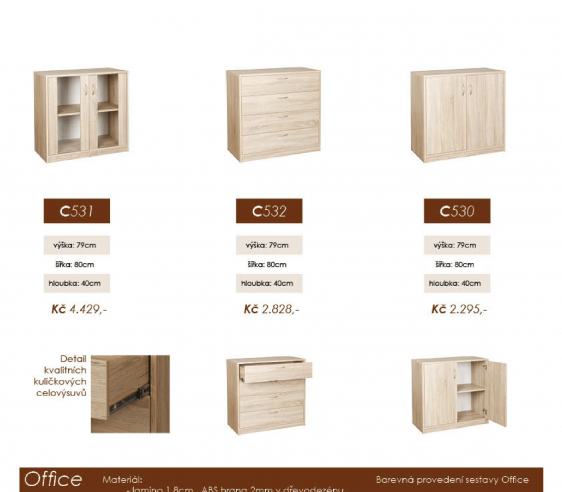 C531
C532
C530
výška: 79cm
výška: 79cm
výška: 79cm
šířka: 80cm
šířka: 80cm
šířka: 80cm
hloubka: 40cm
hloubka: 40cm
hloubka: 40cm
Kč 4.429,-
Kč 2.828,-
Kč 2.295,-
Detail
kvalitních
kuličkových
celovýsuvů
Office
Materiál:
Barevná provedení sestavy Office
- lamino 1,8cm, ABS hrana 2mm v dřevodezénu